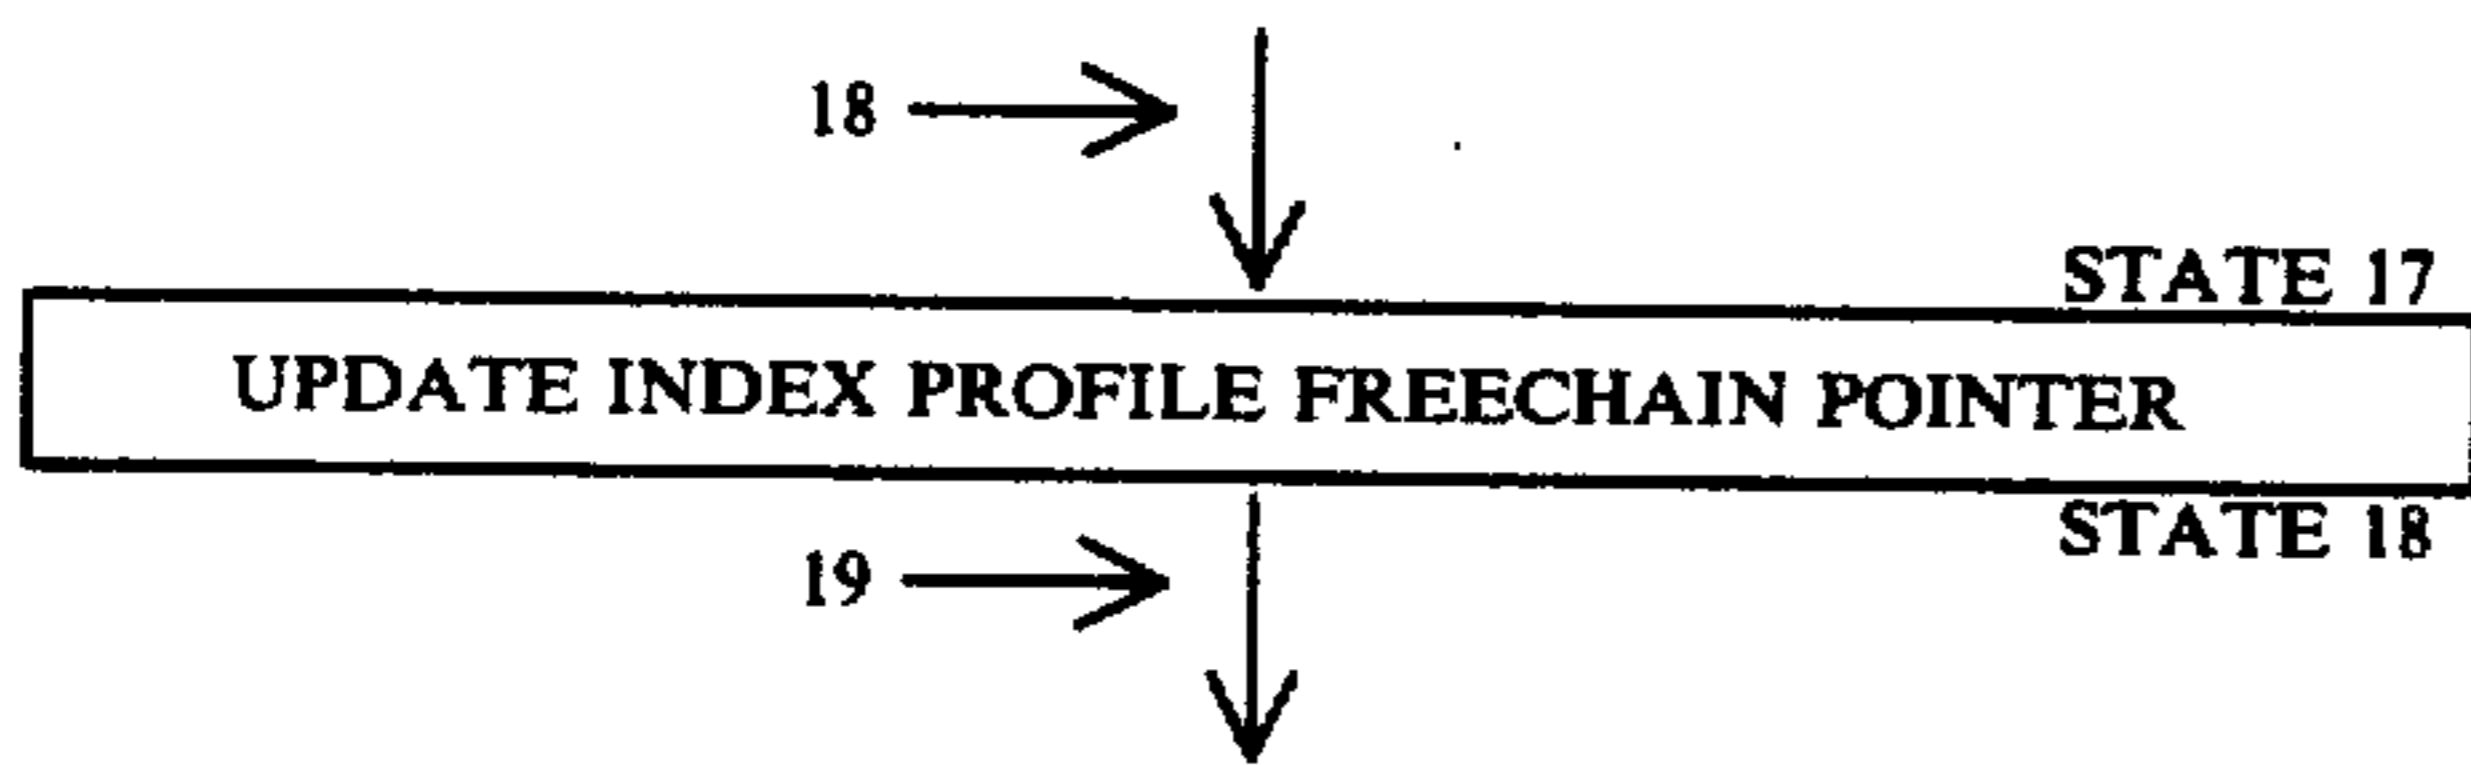 18
STATE 17
UPDATE INDEX PROFILE FREECHAIN POINTER
STATE 18
19